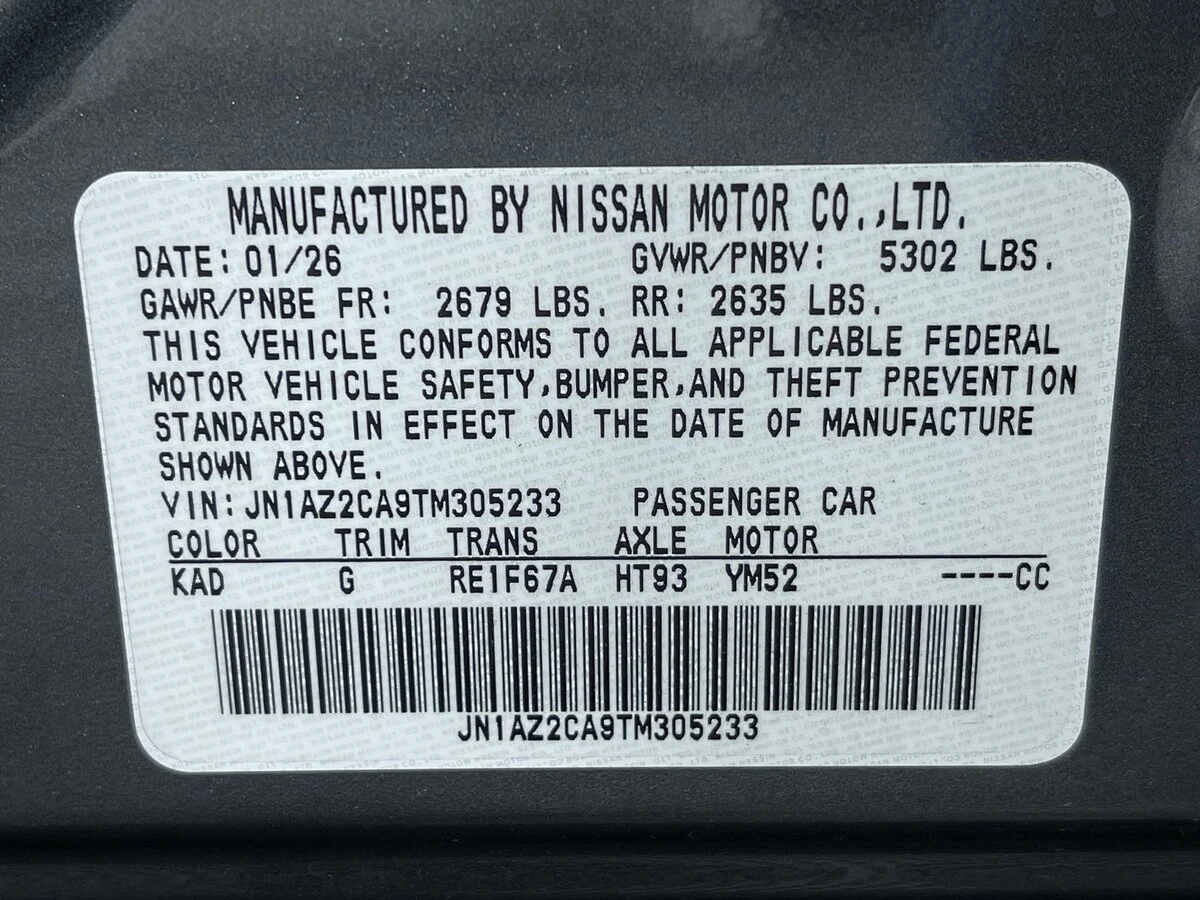 MANUFACTURED BY NISSAN MOTOR CO.,LTD.
DATE: 01/26 GVWR/PNBV: 5302 LBS.
GAWR/PNBE FR: 2679 LBS. RR: 2635 LBS.
THIS VEHICLE CONFORMS TO ALL APPLICABLE FEDERAL
MOTOR VEHICLE SAFETY,BUMPER,AND THEFT PREVENTION
STANDARDS IN EFFECT ON THE DATE OF MANUFACTURE
SHOWN ABOVE.
VIN:JN1AZ2CA9TM305233 PASSENGER CAR
COLOR TRIM TRANS AXLE MOTOR
KAD G RE1F67A HT93 YM52 ----CC
JN1AZ2CA9TM305233